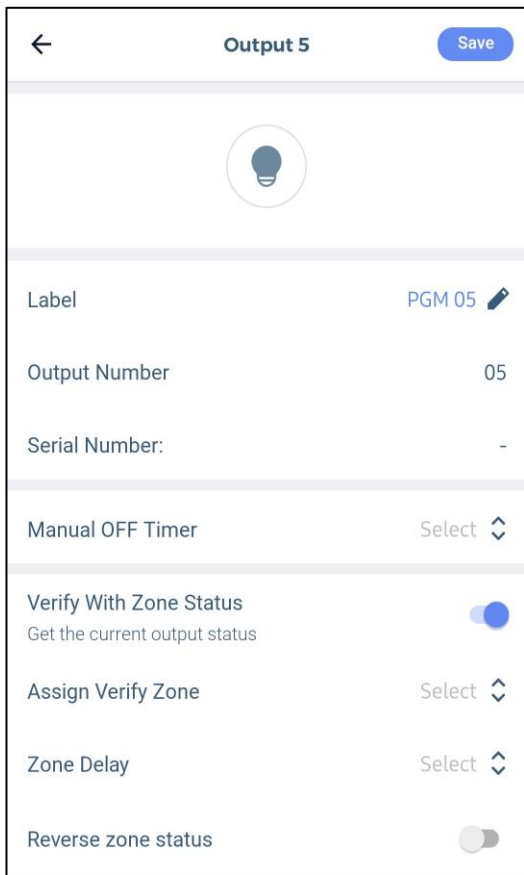 Output 5 Save
Label PGM 05
Output Number 05
Serial Number: -
Manual OFF Timer Select
Verify With Zone Status
Get the current output status
Assign Verify Zone Select
Zone Delay Select
Reverse zone status